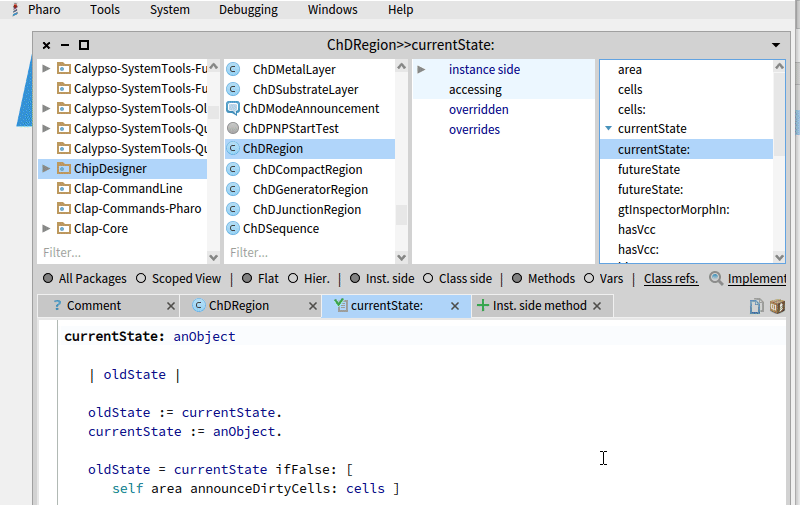 Pharo Tools System Debugging Windows Help
ChDRegion>>currentState:
Calypso-SystemTools-Fu
Calypso-SystemTools-Fu
Calypso-SystemTools-Ol
Calypso-SystemTools-Qu
Calypso-SystemTools-Qu
ChipDesigner
Clap-CommandLine
Clap-Commands-Pharo
Clap-Core
Filter...
ChDMetalLayer
ChDSubstrateLayer
ChDModeAnnouncement
ChDPNPStartTest
ChDRegion
ChDCompactRegion
ChDGeneratorRegion
ChDJunctionRegion
ChDSequence
Filter...
instance side
accessing
overridden
overrides
area
cells
cells:
currentState
currentState:
futureState
futureState:
gtInspectorMorphIn:
hasVcc
hasVcc:
All Packages Scoped View | Flat Hier. | Inst. side Class side | Methods Vars | Class refs. Implement
? Comment ChDRegion currentState: Inst. side method
currentState: anObject
| oldState |
oldState := currentState.
currentState := anObject.
oldState = currentState ifFalse: [
self area announceDirtyCells: cells ]